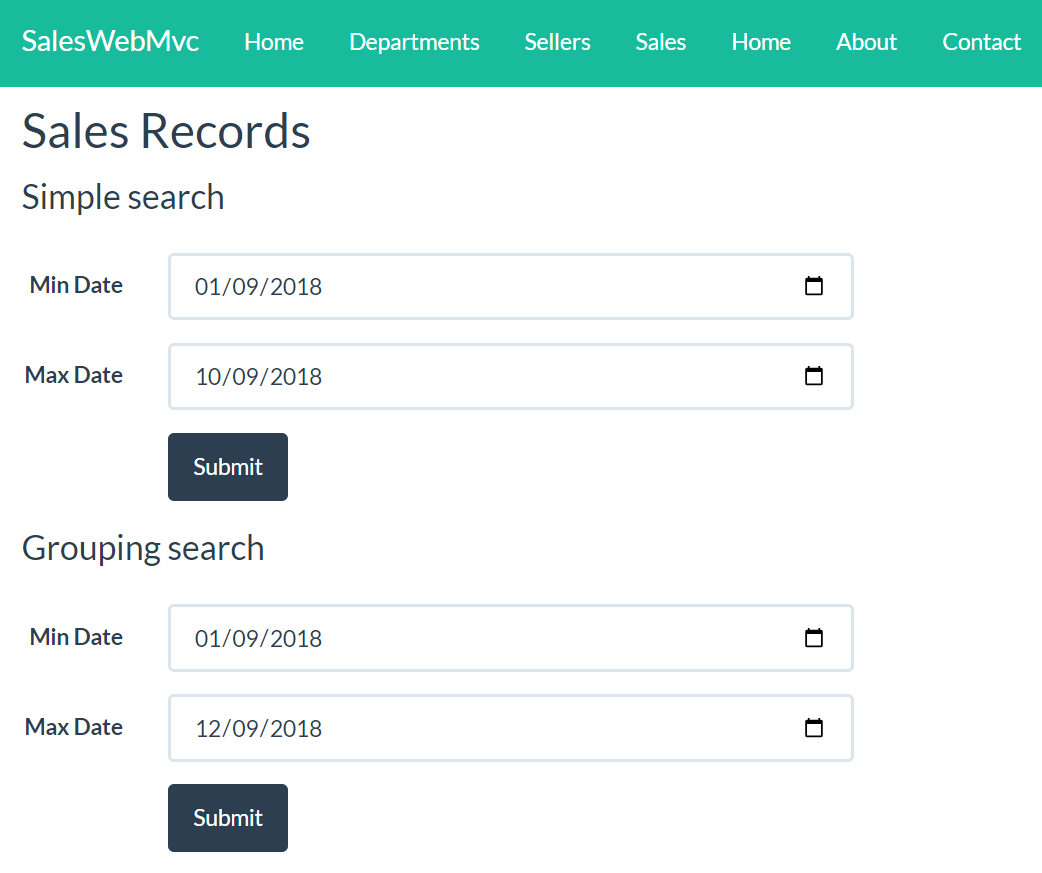 SalesWebMvc Home Departments Sellers Sales Home About Contact
Sales Records
Simple search
Min Date 01/09/2018
Max Date 10/09/2018
Submit
Grouping search
Min Date 01/09/2018
Max Date 12/09/2018
Submit